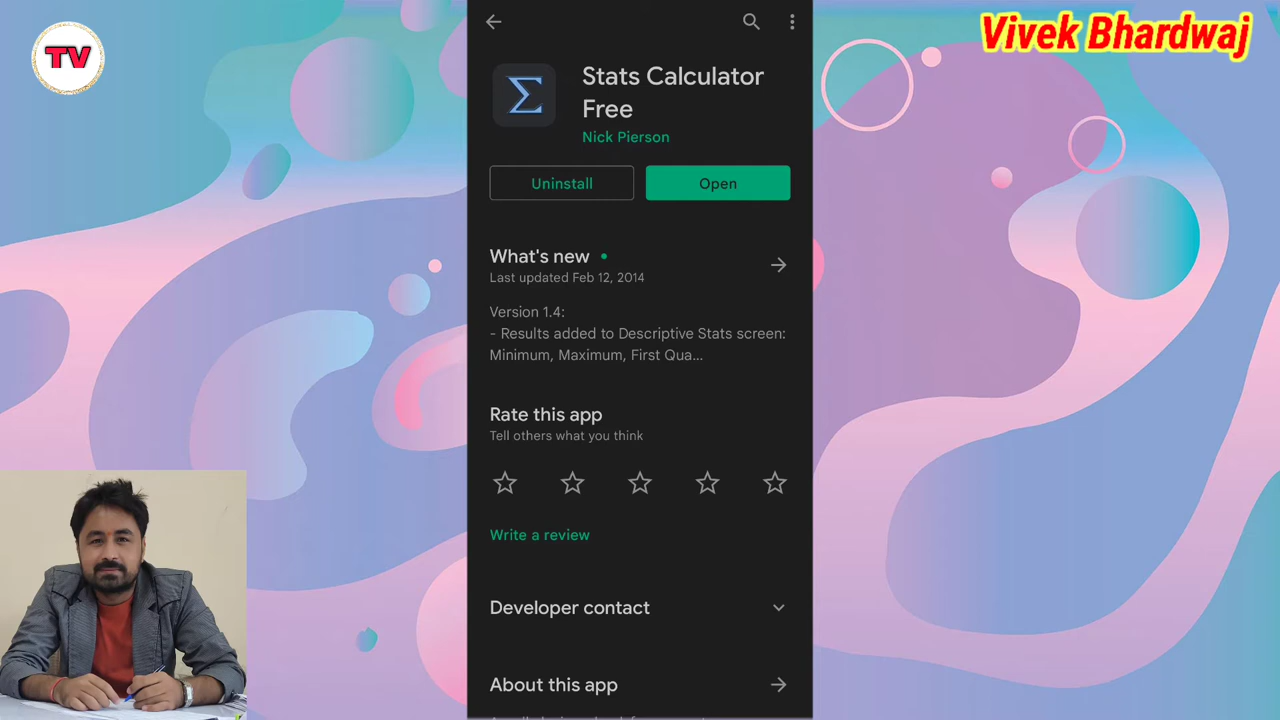 TV
Vivek Bhardwaj
Stats Calculator
Free
Nick Pierson
Uninstall
Open
What's new
Last updated Feb 12, 2014
Version 1.4:
- Results added to Descriptive Stats screen:
Minimum, Maximum, First Qua...
Rate this app
Tell others what you think
Write a review
Developer contact
About this app